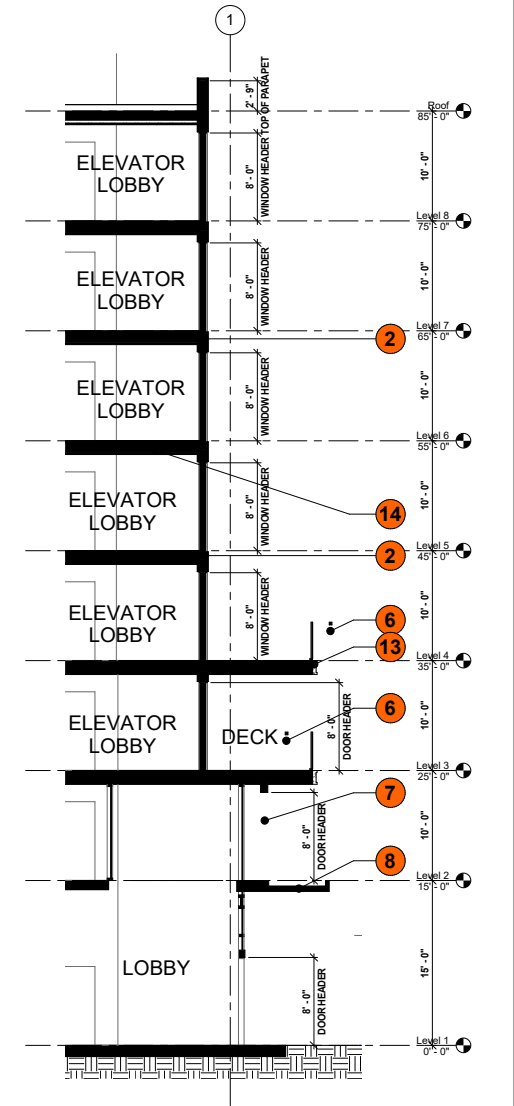 1
2' - 9"
TOP OF PARAPET
Roof
85' - 0"
ELEVATOR
LOBBY
8' - 0"
WINDOW HEADER
10' - 0"
Level 8
75' - 0"
ELEVATOR
LOBBY
8' - 0"
WINDOW HEADER
10' - 0"
Level 7
65' - 0"
2
ELEVATOR
LOBBY
8' - 0"
WINDOW HEADER
10' - 0"
Level 6
55' - 0"
14
ELEVATOR
LOBBY
8' - 0"
WINDOW HEADER
10' - 0"
Level 5
45' - 0"
2
ELEVATOR
LOBBY
8' - 0"
WINDOW HEADER
10' - 0"
6
13
Level 4
35' - 0"
ELEVATOR
LOBBY
DECK
8' - 0"
DOOR HEADER
6
10' - 0"
Level 3
25' - 0"
7
8' - 0"
DOOR HEADER
10' - 0"
8
Level 2
15' - 0"
LOBBY
8' - 0"
DOOR HEADER
15' - 0"
Level 1
0' - 0"